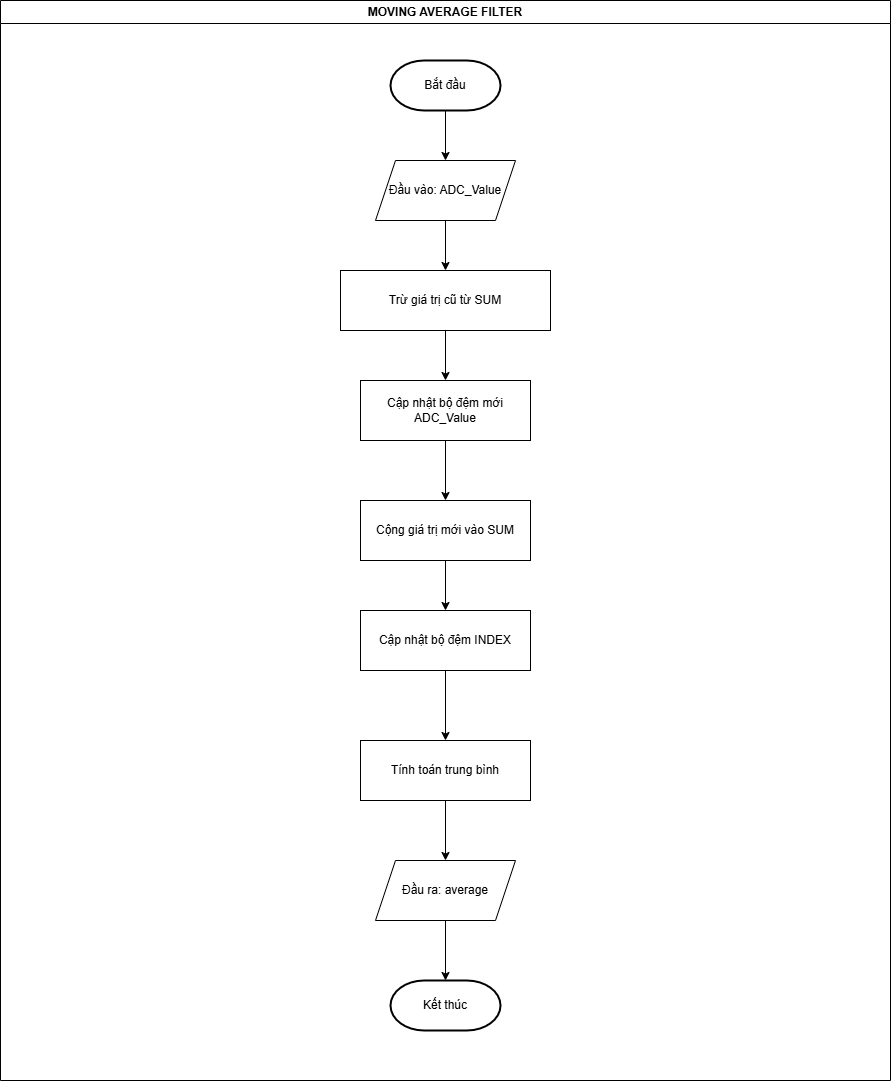 MOVING AVERAGE FILTER
Bắt đầu
Đầu vào: ADC_Value
Trừ giá trị cũ từ SUM
Cập nhật bộ đệm mới
ADC_Value
Cộng giá trị mới vào SUM
Cập nhật bộ đệm INDEX
Tính toán trung bình
Đầu ra: average
Kết thúc